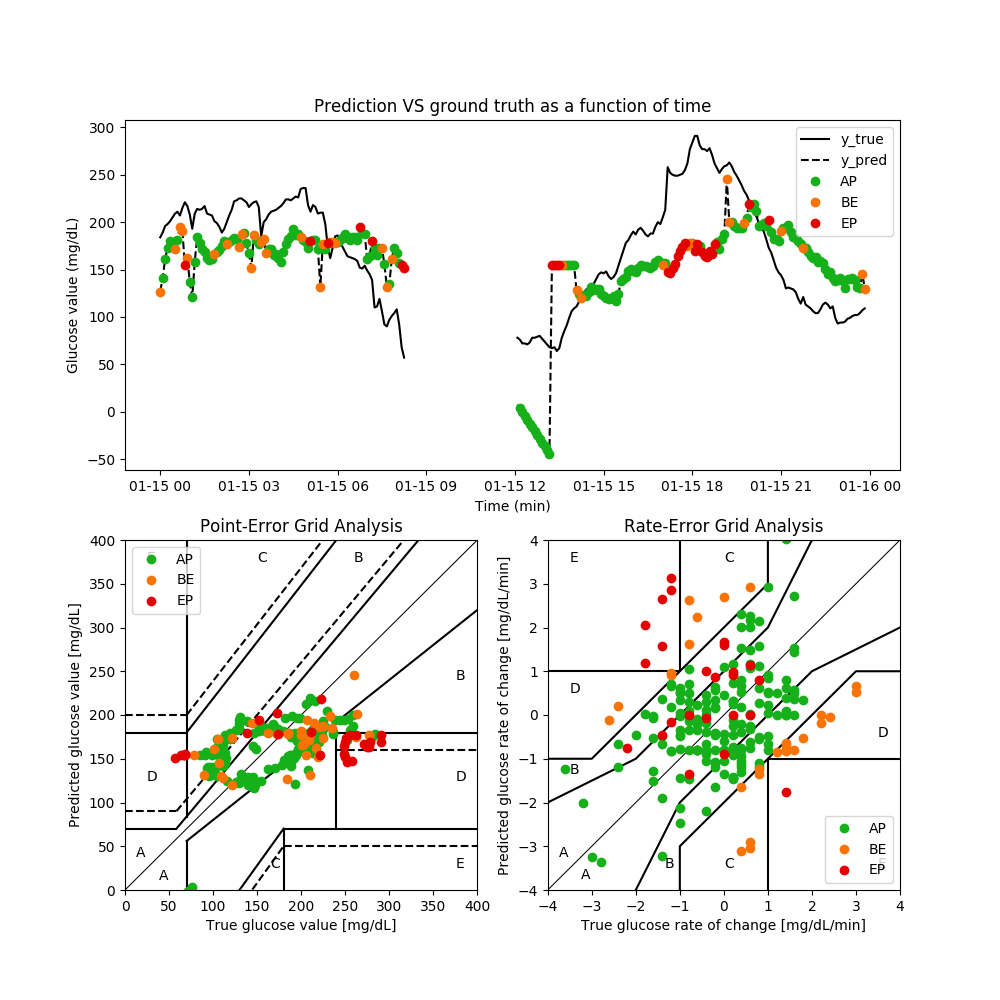 Prediction VS ground truth as a function of time
Glucose value (mg/dL)
300
250
200
150
100
50
0
−50
y_true
y_pred
AP
BE
EP
01-15 00 01-15 03 01-15 06 01-15 09 01-15 12 01-15 15 01-15 18 01-15 21 01-16 00
Time (min)
Point-Error Grid Analysis
Predicted glucose value [mg/dL]
400
350
300
250
200
150
100
50
0
AP
BE
EP
C
B
B
D
D
A
A
C
E
0 50 100 150 200 250 300 350 400
True glucose value [mg/dL]
Rate-Error Grid Analysis
Predicted glucose rate of change [mg/dL/min]
4
3
2
1
0
−1
−2
−3
−4
E
C
D
D
B
A
A
B
C
AP
BE
EP
−4 −3 −2 −1 0 1 2 3 4
True glucose rate of change [mg/dL/min]